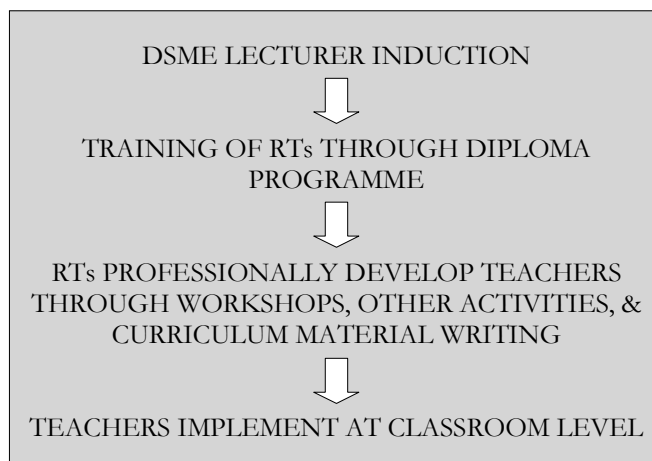 DSME LECTURER INDUCTION
TRAINING OF RTs THROUGH DIPLOMA
PROGRAMME
RTs PROFESSIONALLY DEVELOP TEACHERS
THROUGH WORKSHOPS, OTHER ACTIVITIES, &
CURRICULUM MATERIAL WRITING
TEACHERS IMPLEMENT AT CLASSROOM LEVEL